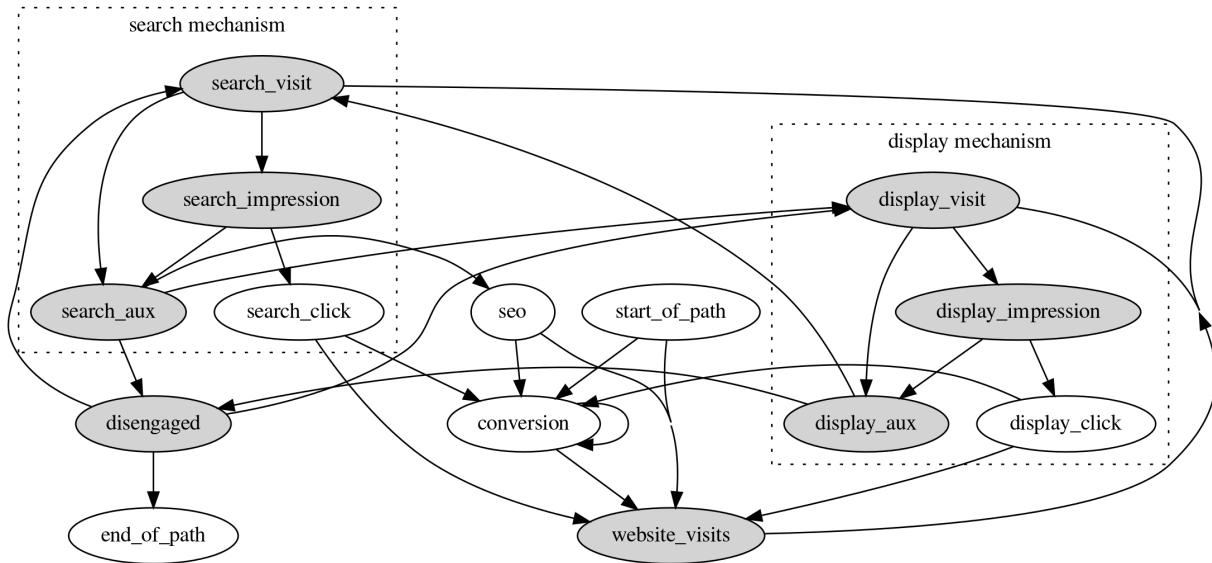 search mechanism
search_visit
display mechanism
search_impression
display_visit
search_aux
search_click
seo
start_of_path
display_impression
disengaged
conversion
display_aux
display_click
end_of_path
website_visits